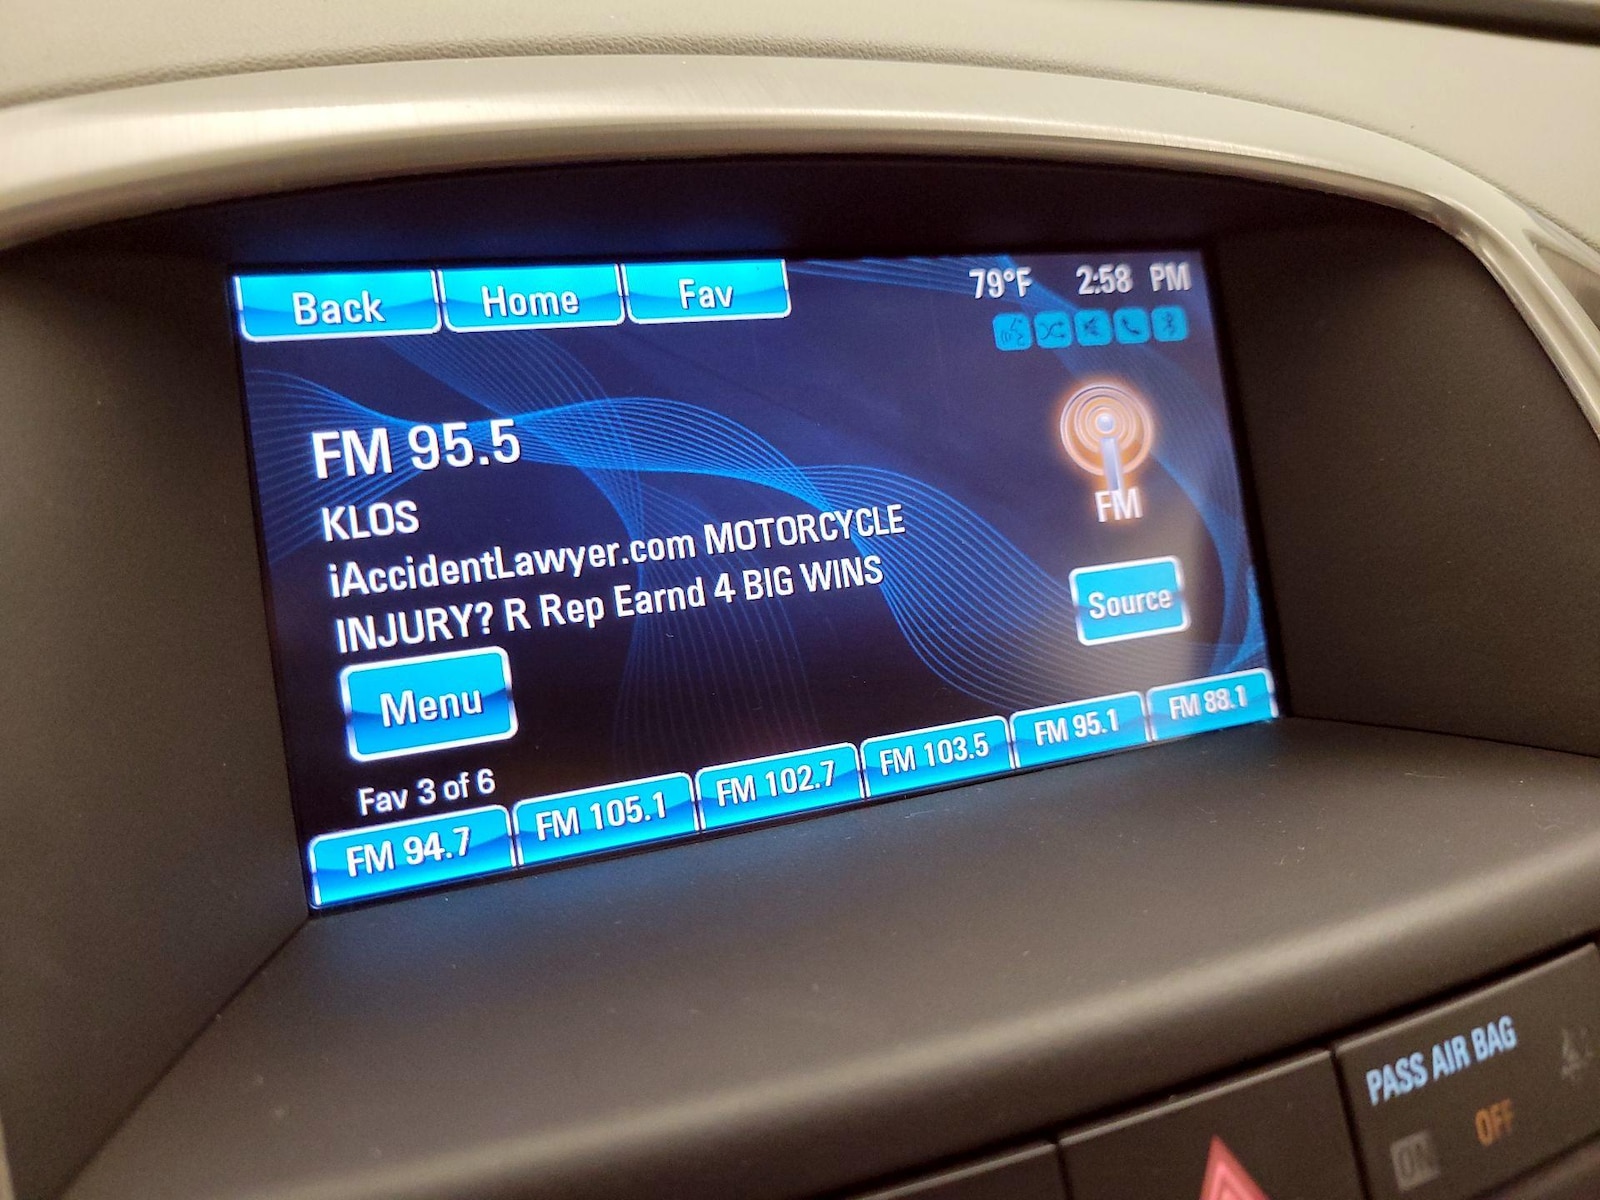 Back Home Fav 79°F 2:58 PM
FM 95.5
KLOS
iAccidentLawyer.com MOTORCYCLE
INJURY? R Rep Earnd 4 BIG WINS
FM
Source
Menu
Fav 3 of 6
FM 94.7 FM 105.1 FM 102.7 FM 103.5 FM 95.1 FM 88.1
PASS AIR BAG
ON OFF